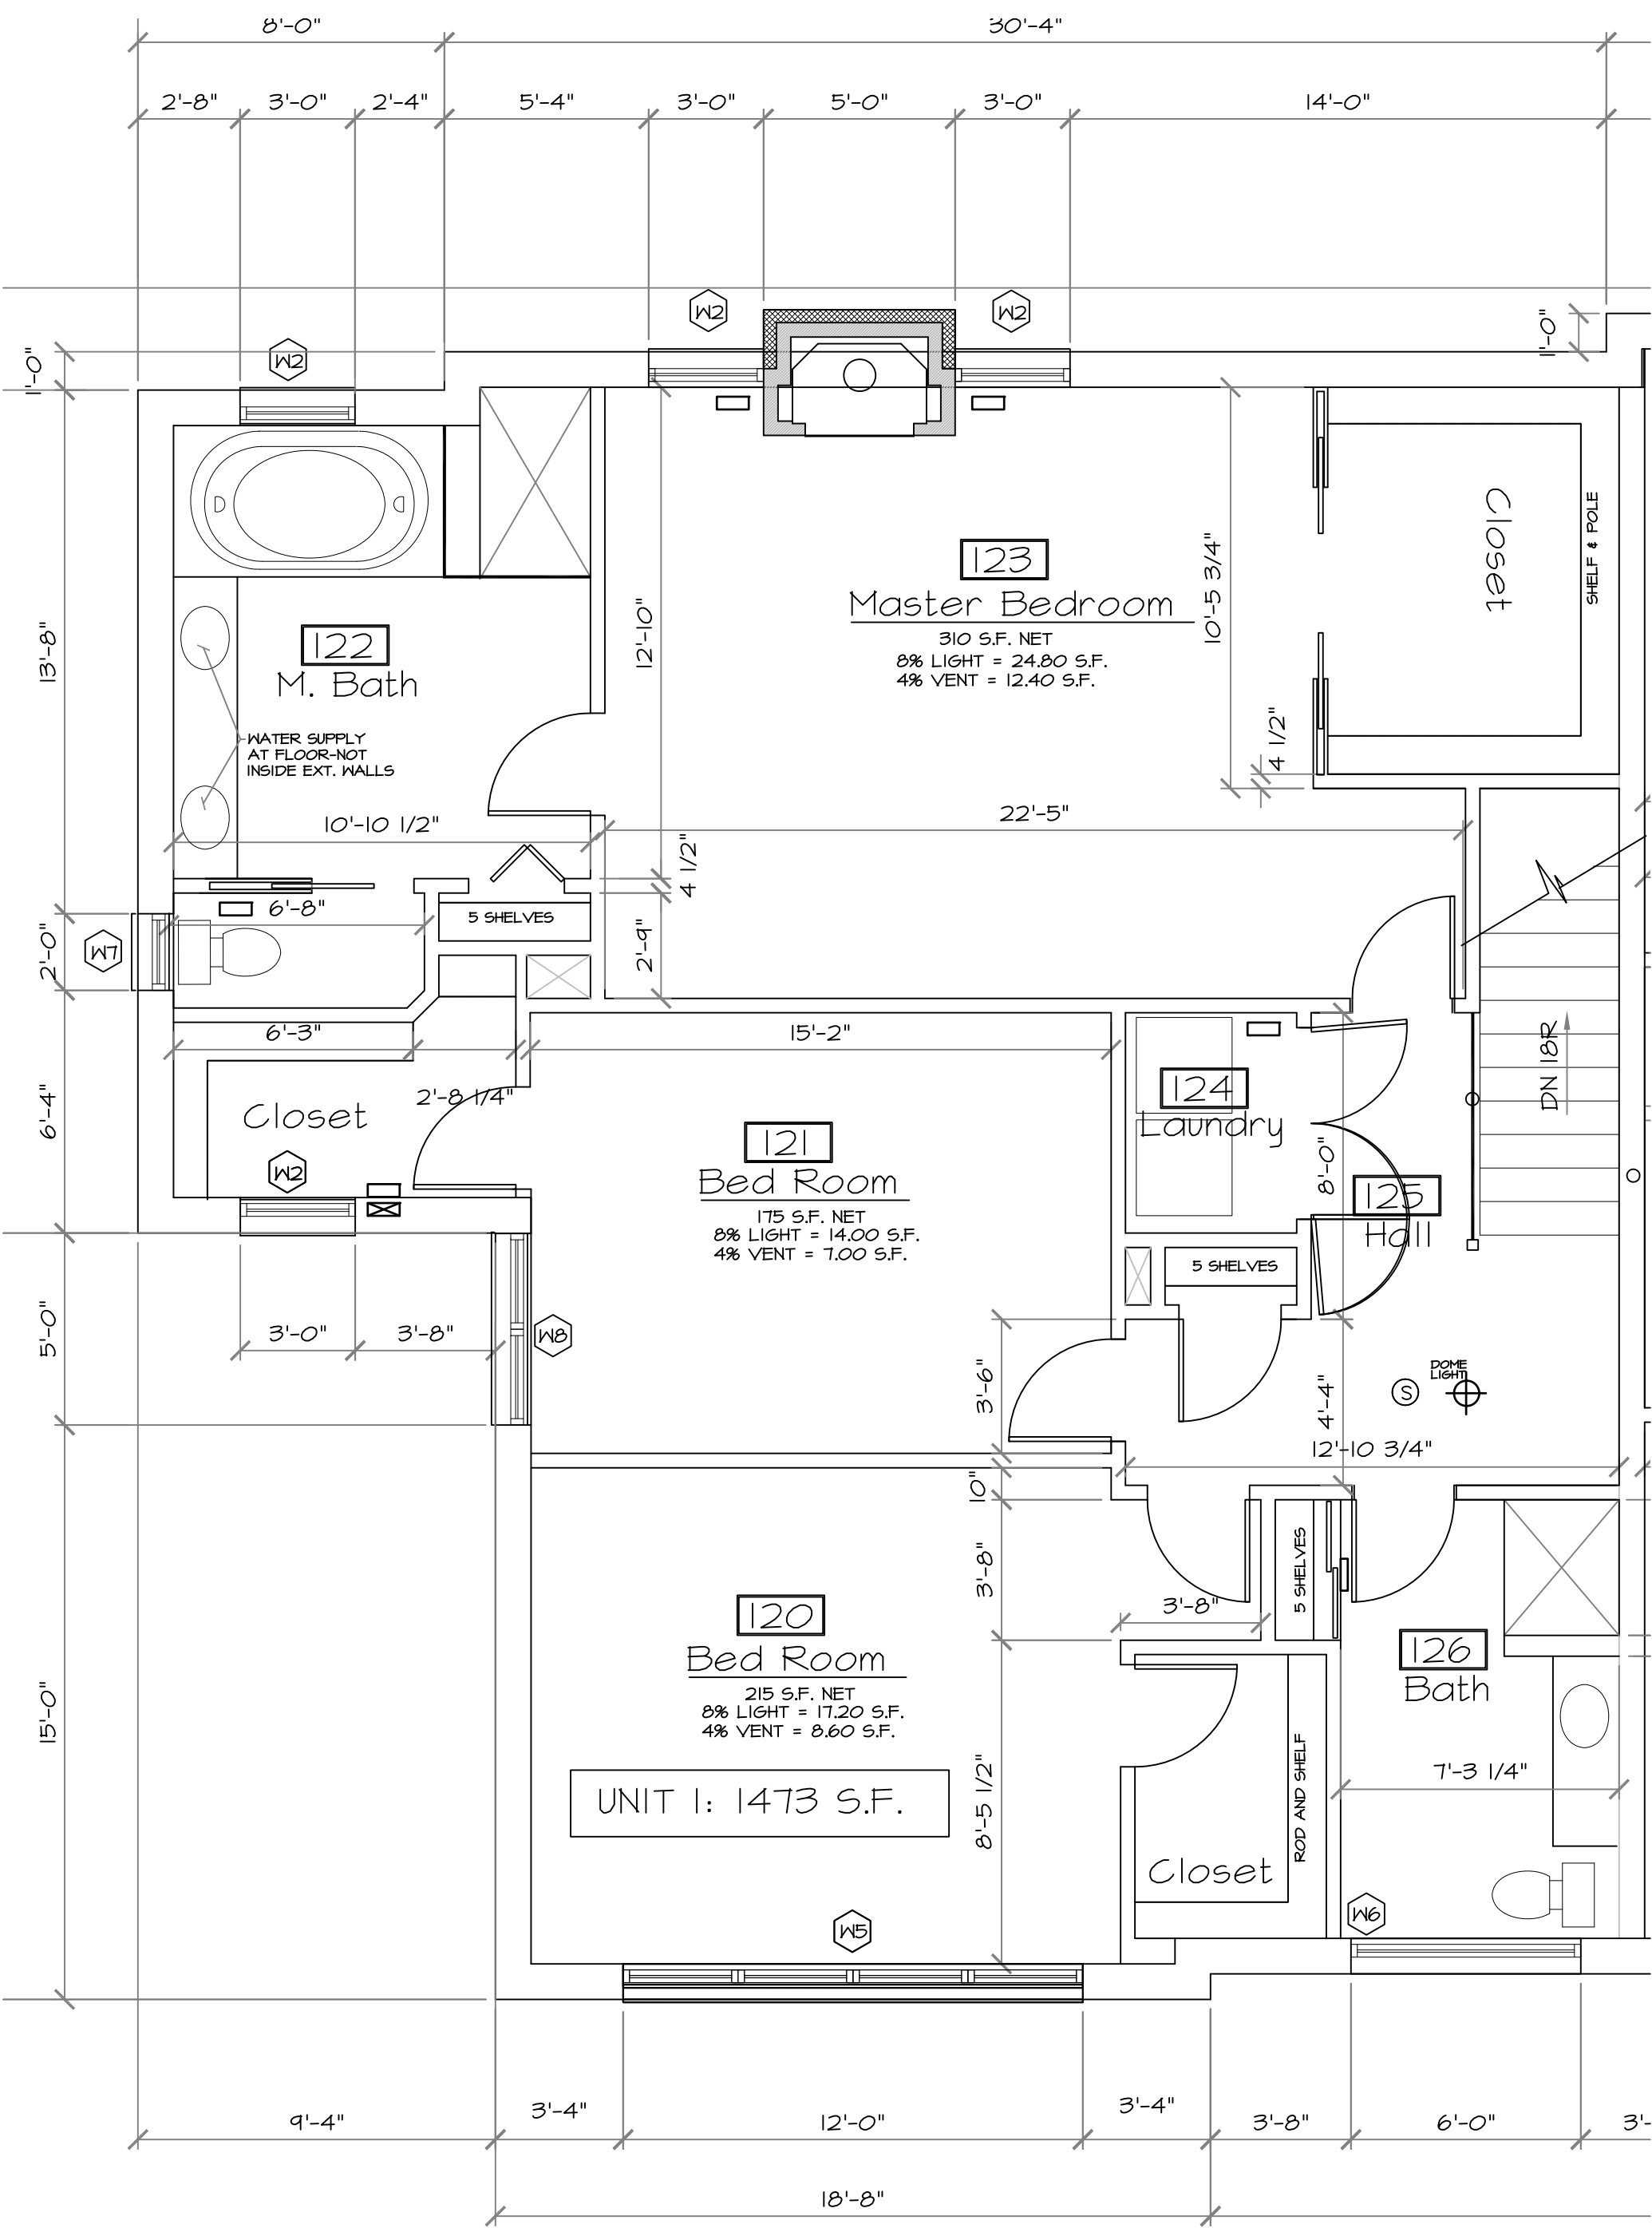 8'-0"
30'-4"
2'-8"
3'-0"
2'-4"
5'-4"
3'-0"
5'-0"
3'-0"
14'-0"
W2
W2
W2
1'-0"
1'-0"
13'-8"
2'-0"
6'-4"
5'-0"
15'-0"
122
M. Bath
WATER SUPPLY
AT FLOOR-NOT
INSIDE EXT. WALLS
10'-10 1/2"
123
Master Bedroom
310 S.F. NET
8% LIGHT = 24.80 S.F.
4% VENT = 12.40 S.F.
12'-10"
10'-5 3/4"
4 1/2"
22'-5"
4 1/2"
2'-9"
Closet
SHELF & POLE
W7
6'-8"
5 SHELVES
6'-3"
2'-8 1/4"
Closet
W2
3'-0"
3'-8"
15'-2"
121
Bed Room
175 S.F. NET
8% LIGHT = 14.00 S.F.
4% VENT = 7.00 S.F.
W8
124
Laundry
8'-0"
125
Hall
DN 18R
5 SHELVES
3'-6"
4'-4"
S
DOME
LIGHT
12'-10 3/4"
10"
3'-8"
3'-8"
5 SHELVES
120
Bed Room
215 S.F. NET
8% LIGHT = 17.20 S.F.
4% VENT = 8.60 S.F.
UNIT 1: 1473 S.F.
8'-5 1/2"
ROD AND SHELF
Closet
126
Bath
7'-3 1/4"
W5
W6
9'-4"
3'-4"
12'-0"
3'-4"
3'-8"
6'-0"
3'-
18'-8"